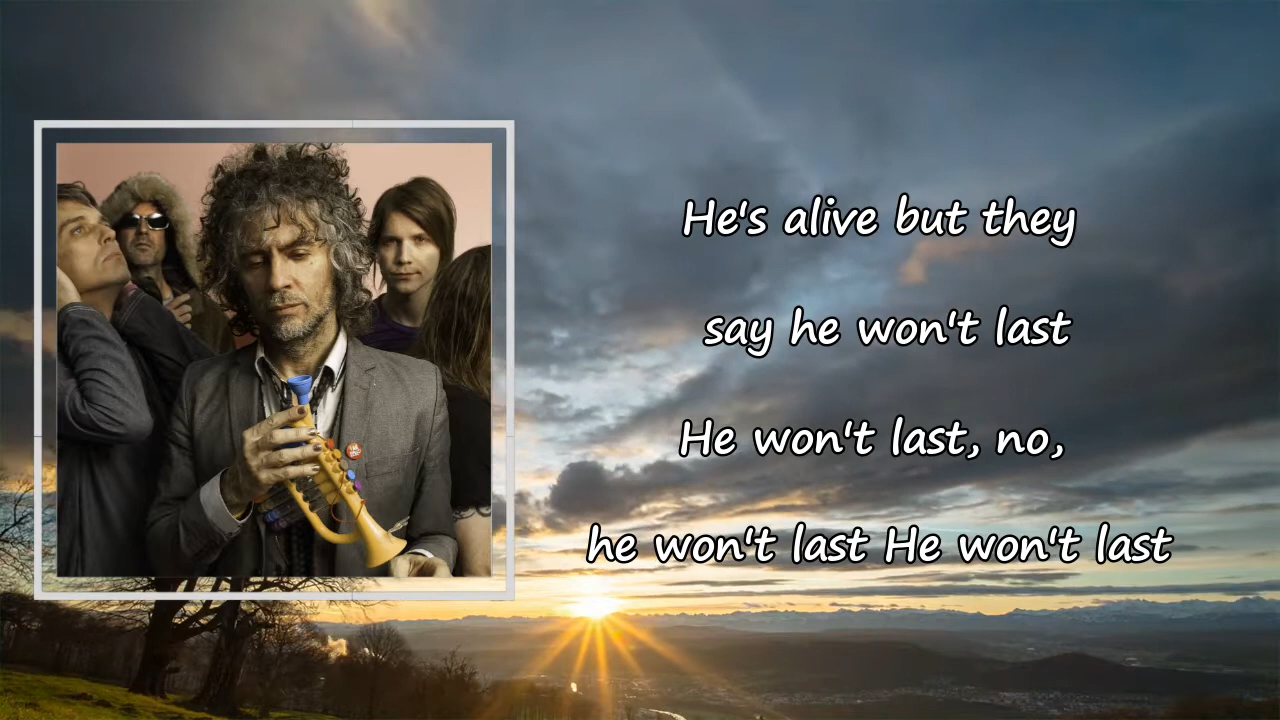 He's alive but they
say he won't last
He won't last, no,
he won't last He won't last